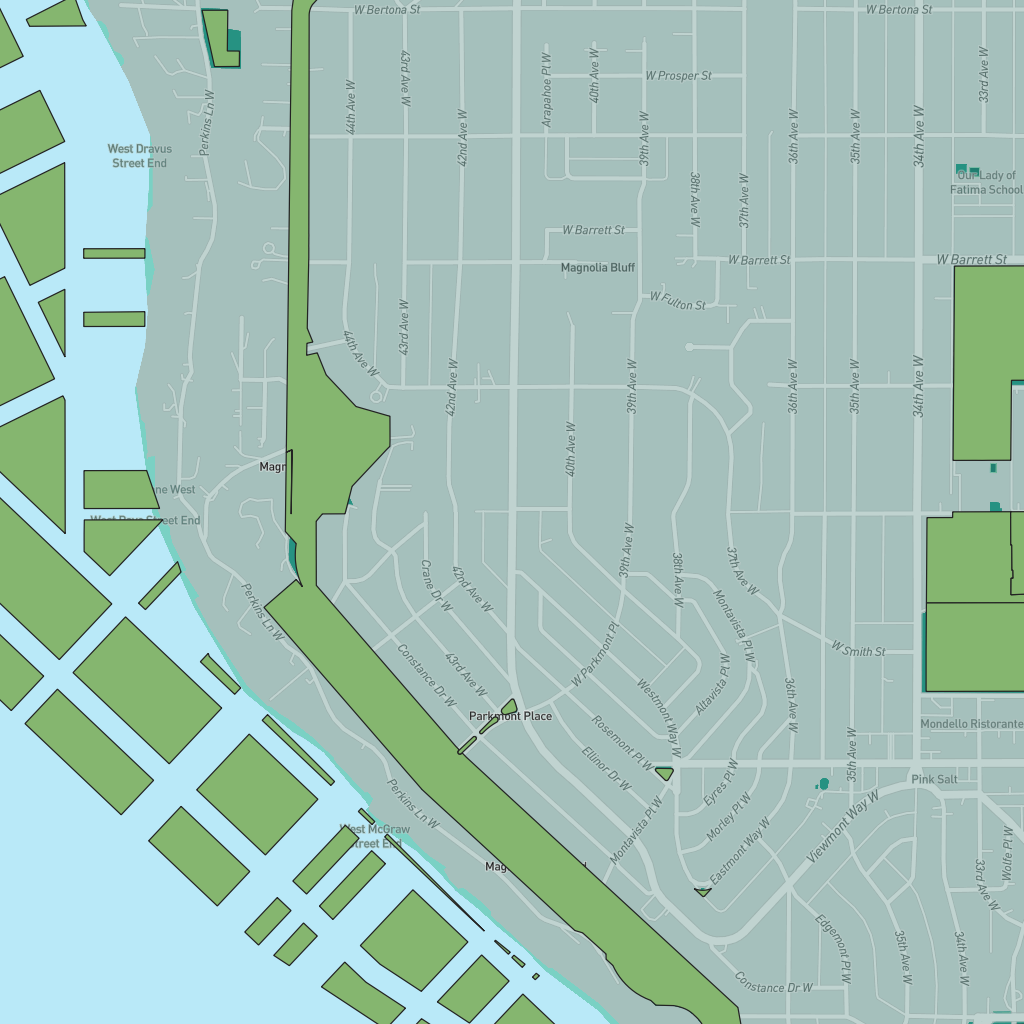 W Bertona St
W Bertona St
43rd Ave W
Arapahoe Pl W
40th Ave W
W Prosper St
33rd Ave W
44th Ave W
Perkins Ln W
42nd Ave W
39th Ave W
36th Ave W
35th Ave W
34th Ave W
West Dravus
Street End
38th Ave W
37th Ave W
Our Lady of
Fatima School
W Barrett St
W Barrett St
W Barrett St
Magnolia Bluff
W Fulton St
43rd Ave W
44th Ave W
42nd Ave W
39th Ave W
36th Ave W
35th Ave W
34th Ave W
40th Ave W
Magn
West
Street End
39th Ave W
38th Ave W
37th Ave W
Crane Dr W
42nd Ave W
Perkins Ln W
Montavista Pl W
W Parkmont Pl
W Smith St
Constance Dr W
43rd Ave W
Altavista Pl W
Westmont Way W
36th Ave W
Parkmont Place
Mondello Ristorante
Rosemont Pl W
35th Ave W
Ellinor Dr W
Eyres Pl W
Pink Salt
Perkins Ln W
Morley Pl W
Montavista Pl W
Eastmont Way W
Viewmont Way W
West McGraw
Street End
Wolfe Pl W
Mag
33rd Ave W
Edgemont Pl W
35th Ave W
34th Ave W
Constance Dr W